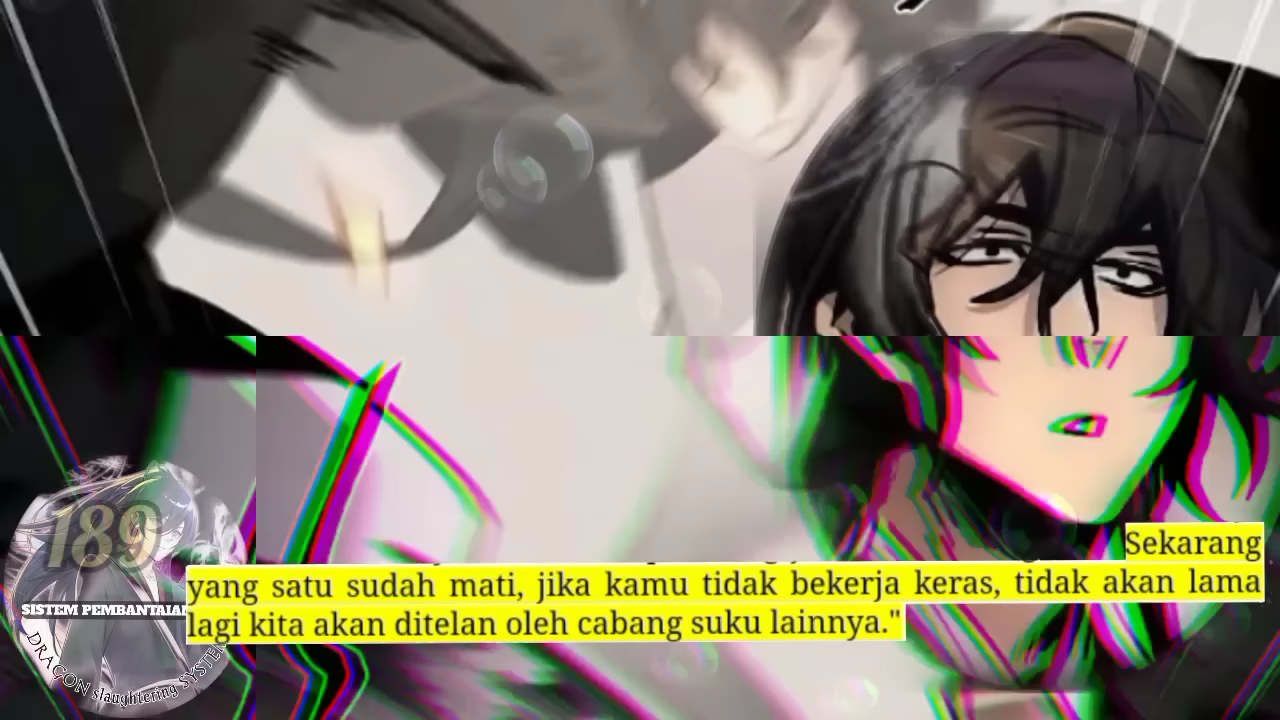 189
SISTEM PEMBANTAIAN
DRAGON slaughtering SYSTEM
Sekarang
yang satu sudah mati, jika kamu tidak bekerja keras, tidak akan lama
lagi kita akan ditelan oleh cabang suku lainnya."